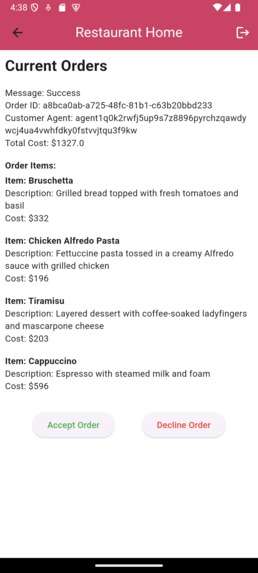 4:38
Restaurant Home
Current Orders
Message: Success
Order ID: a8bca0ab-a725-48fc-81b1-c63b20bbd233
Customer Agent: agent1q0k2rwfj5up9s7z8896pyrchzqawdy
wcj4ua4vwhfdky0fstvvjtqu3f9kw
Total Cost: $1327.0
Order Items:
Item: Bruschetta
Description: Grilled bread topped with fresh tomatoes and
basil
Cost: $332
Item: Chicken Alfredo Pasta
Description: Fettuccine pasta tossed in a creamy Alfredo
sauce with grilled chicken
Cost: $196
Item: Tiramisu
Description: Layered dessert with coffee-soaked ladyfingers
and mascarpone cheese
Cost: $203
Item: Cappuccino
Description: Espresso with steamed milk and foam
Cost: $596
Accept Order
Decline Order